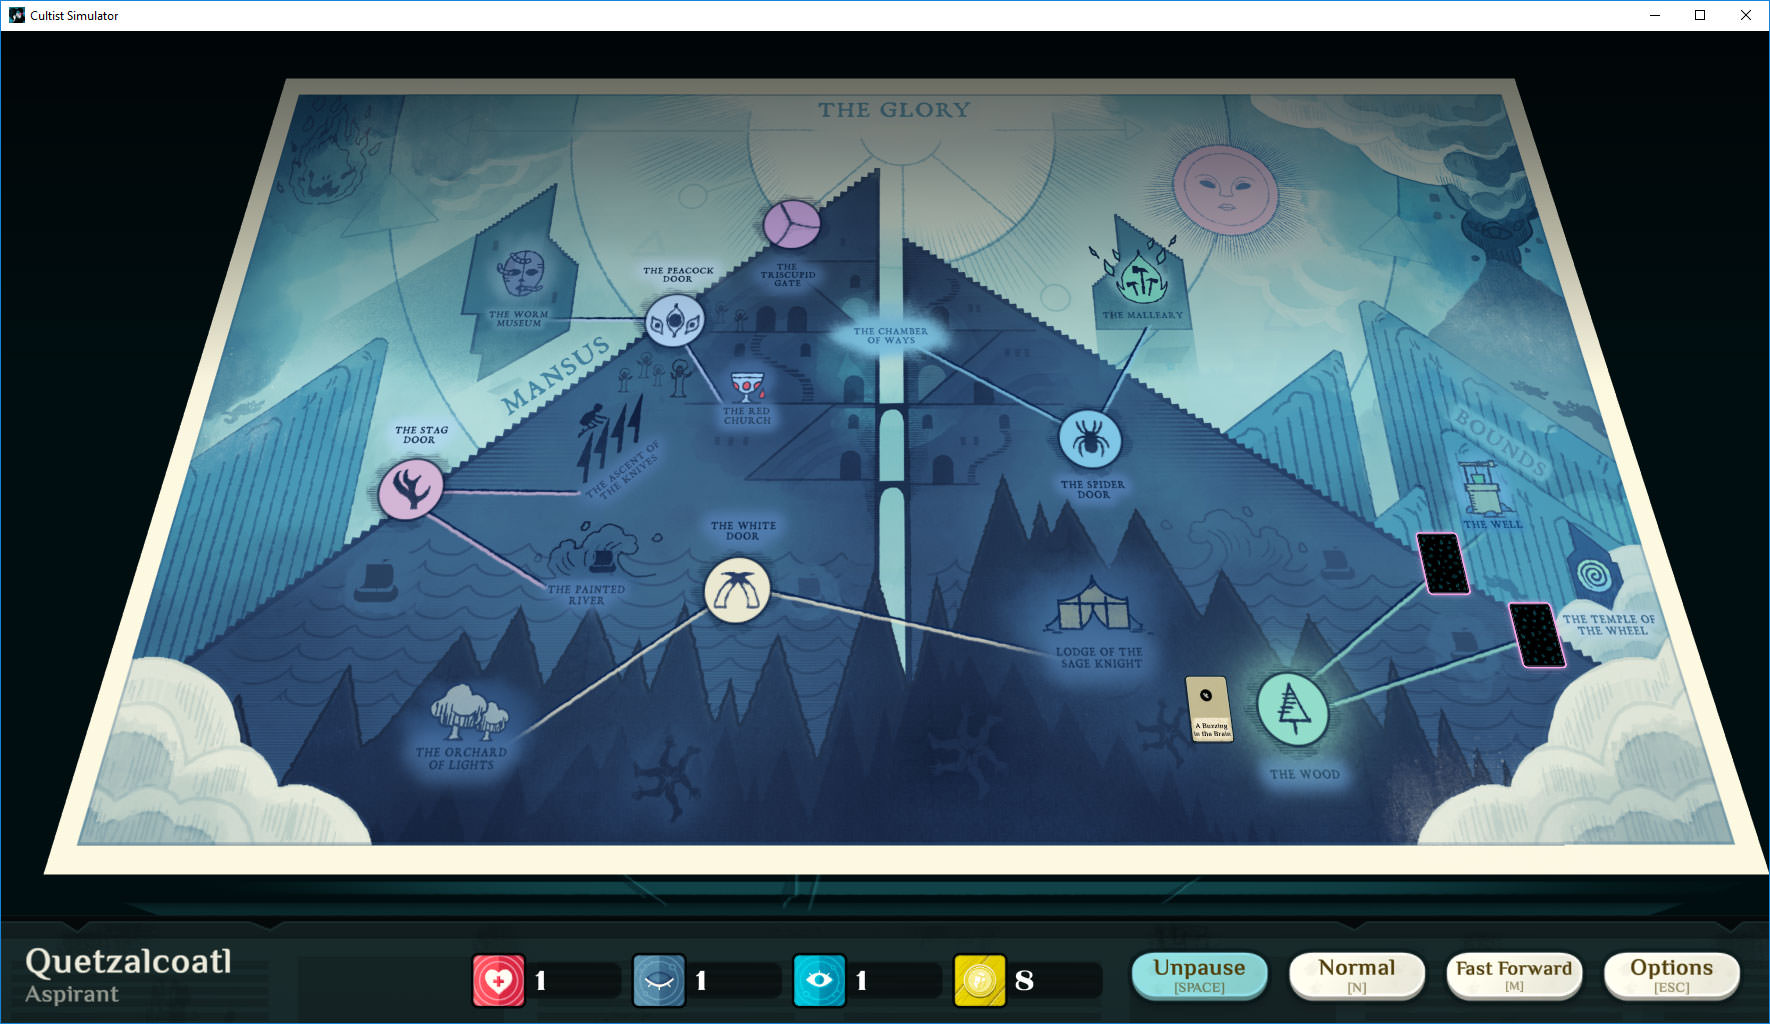 Cultist Simulator
THE GLORY
THE PEACOCK
DOOR
THE
TRISCUPID
GATE
THE WORM
MUSEUM
THE MALLEARY
THE CHAMBER
OF WAYS
MANSUS
THE RED
CHURCH
THE STAG
DOOR
THE ASCENT OF
THE KNIVES
BOUNDS
THE SPIDER
DOOR
THE WELL
THE WHITE
DOOR
THE PAINTED
RIVER
THE TEMPLE OF
THE WHEEL
LODGE OF THE
SAGE KNIGHT
A Buzzing
in the Brain
THE ORCHARD
OF LIGHTS
THE WOOD
Quetzalcoatl
Aspirant
1
1
1
8
Unpause
[SPACE]
Normal
[N]
Fast Forward
[M]
Options
[ESC]